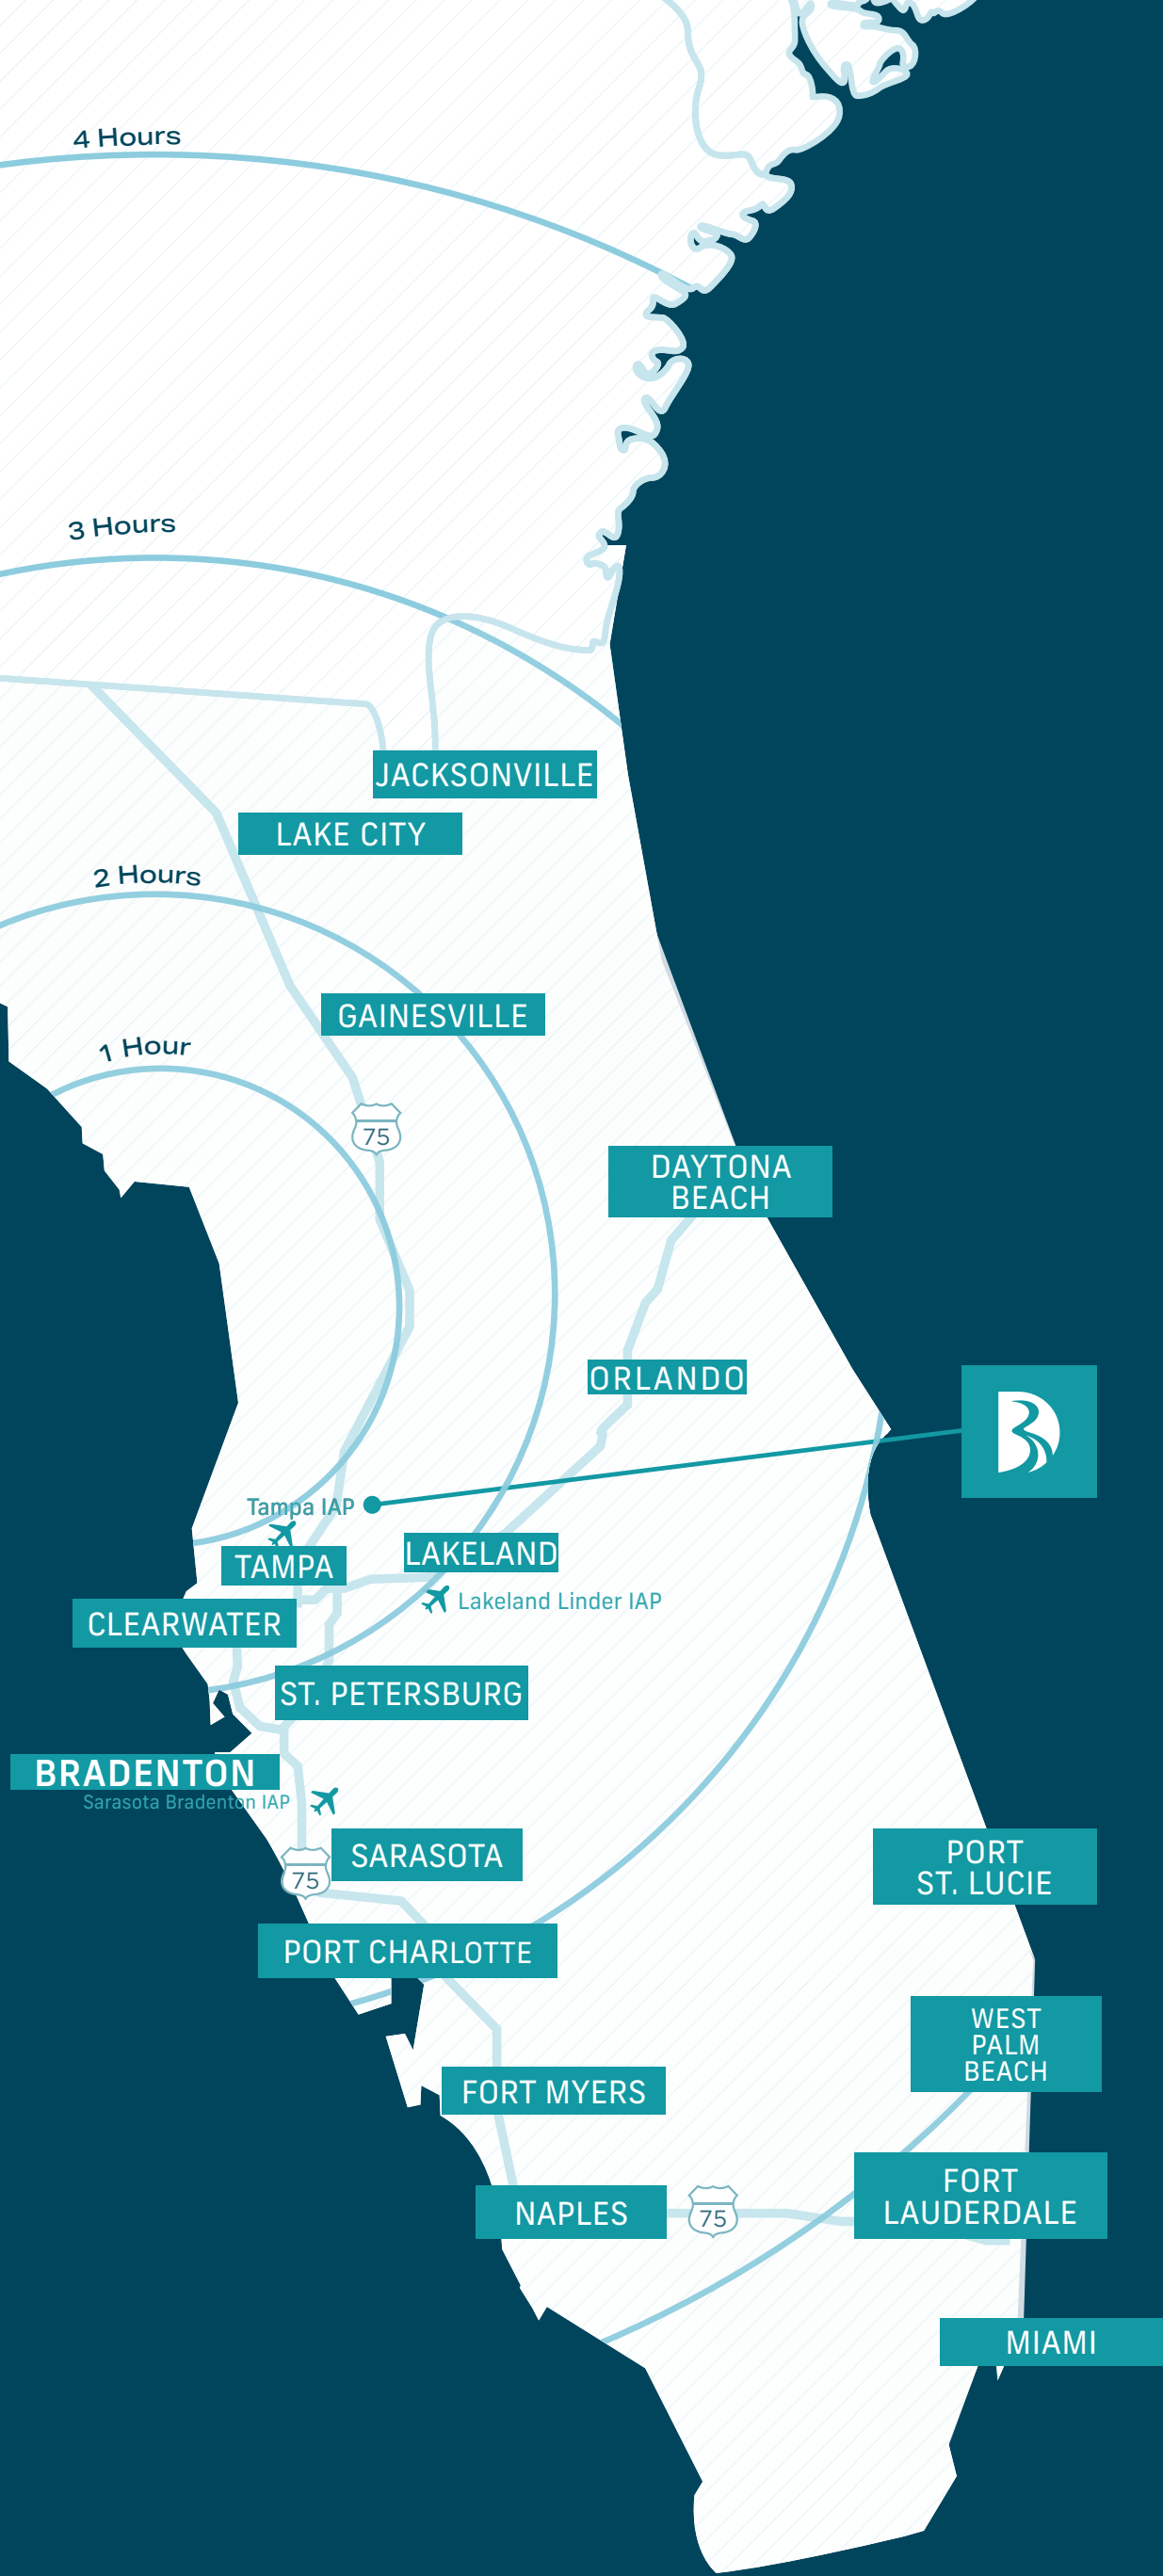 4 Hours
3 Hours
JACKSONVILLE
LAKE CITY
2 Hours
GAINESVILLE
1 Hour
75
DAYTONA
BEACH
ORLANDO
Tampa IAP
LAKELAND
TAMPA
Lakeland Linder IAP
CLEARWATER
ST. PETERSBURG
BRADENTON
Sarasota Bradenton IAP
SARASOTA
75
PORT
ST. LUCIE
PORT CHARLOTTE
WEST
PALM
BEACH
FORT MYERS
FORT
LAUDERDALE
NAPLES
75
MIAMI